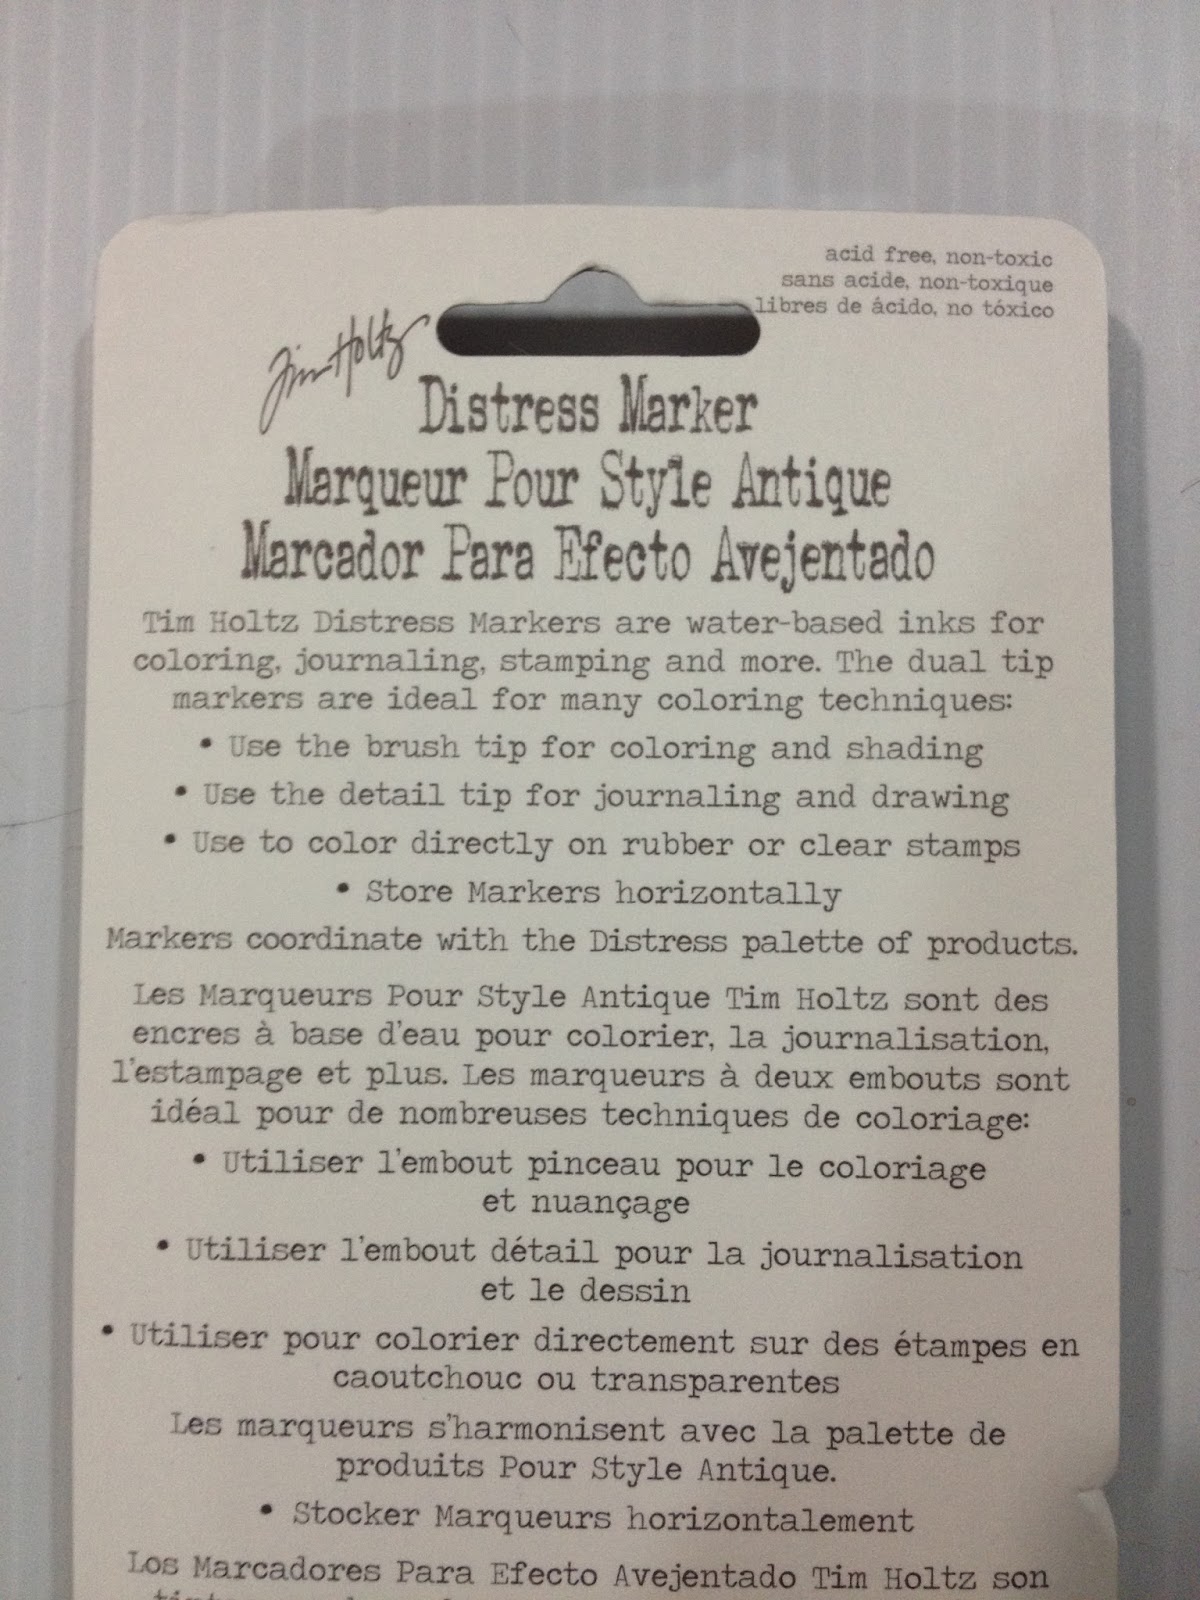 acid free, non-toxic
sans acide, non-toxique
libres de ácido, no tóxico
Tim Holtz
Distress Marker
Marqueur Pour Style Antique
Marcador Para Efecto Avejentado
Tim Holtz Distress Markers are water-based inks for
coloring, journaling, stamping and more. The dual tip
markers are ideal for many coloring techniques:
• Use the brush tip for coloring and shading
• Use the detail tip for journaling and drawing
• Use to color directly on rubber or clear stamps
• Store Markers horizontally
Markers coordinate with the Distress palette of products.
Les Marqueurs Pour Style Antique Tim Holtz sont des
encres à base d'eau pour colorier, la journalisation,
l'estampage et plus. Les marqueurs à deux embouts sont
idéal pour de nombreuses techniques de coloriage:
• Utiliser l'embout pinceau pour le coloriage
et nuançage
• Utiliser l'embout détail pour la journalisation
et le dessin
• Utiliser pour colorier directement sur des étampes en
caoutchouc ou transparentes
Les marqueurs s'harmonisent avec la palette de
produits Pour Style Antique.
• Stocker Marqueurs horizontalement
Los Marcadores Para Efecto Avejentado Tim Holtz son